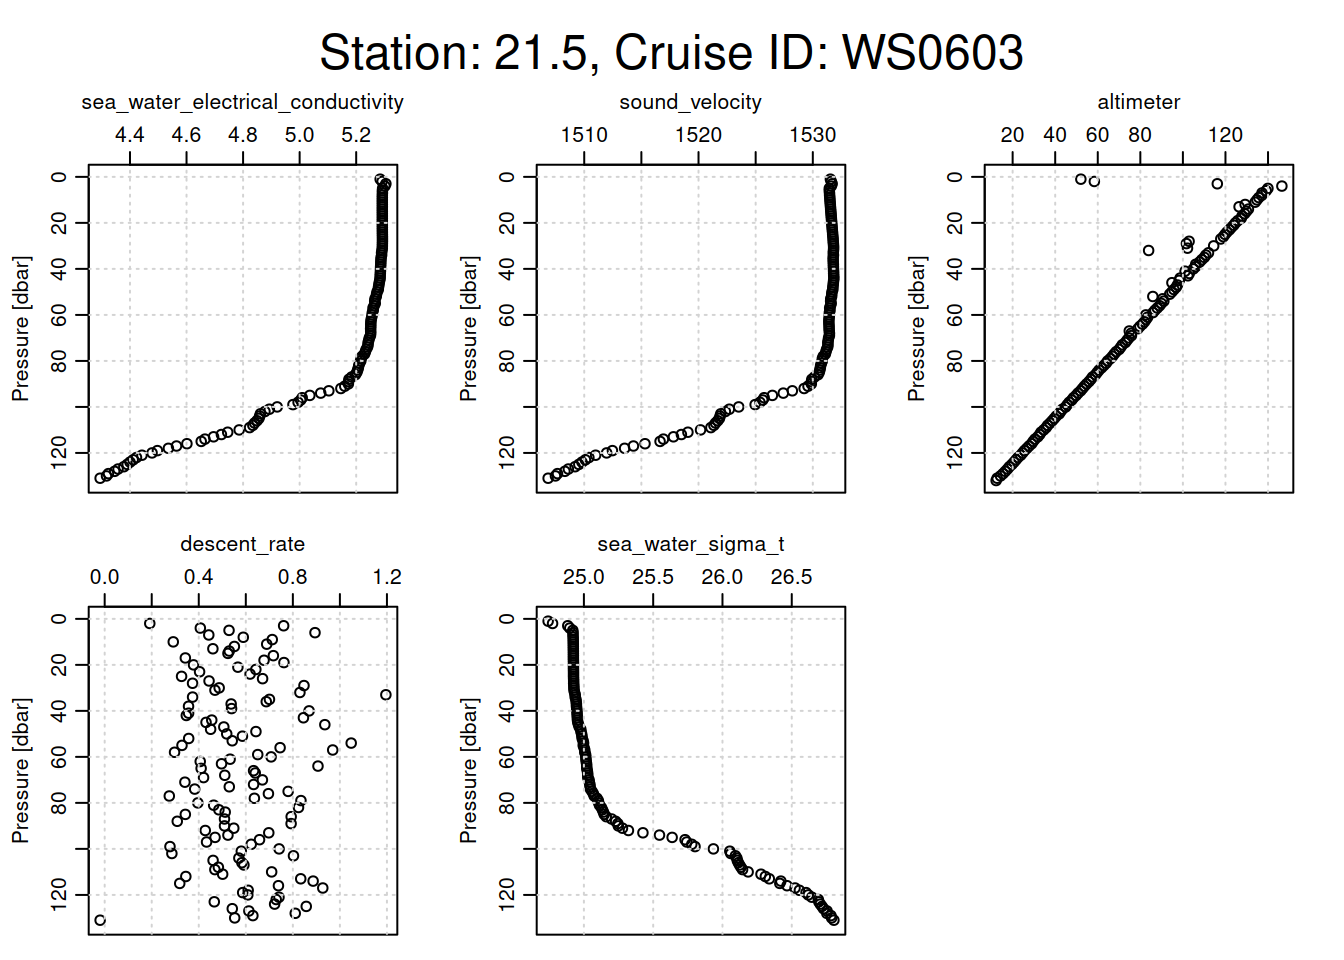 Station: 21.5, Cruise ID: WS0603
sea_water_electrical_conductivity
4.4 4.6 4.8 5.0 5.2
Pressure [dbar]
0 20 40 60 80 120
sound_velocity
1510 1520 1530
Pressure [dbar]
0 20 40 60 80 120
altimeter
20 40 60 80 120
Pressure [dbar]
0 20 40 60 80 120
descent_rate
0.0 0.4 0.8 1.2
Pressure [dbar]
0 20 40 60 80 120
sea_water_sigma_t
25.0 25.5 26.0 26.5
Pressure [dbar]
0 20 40 60 80 120